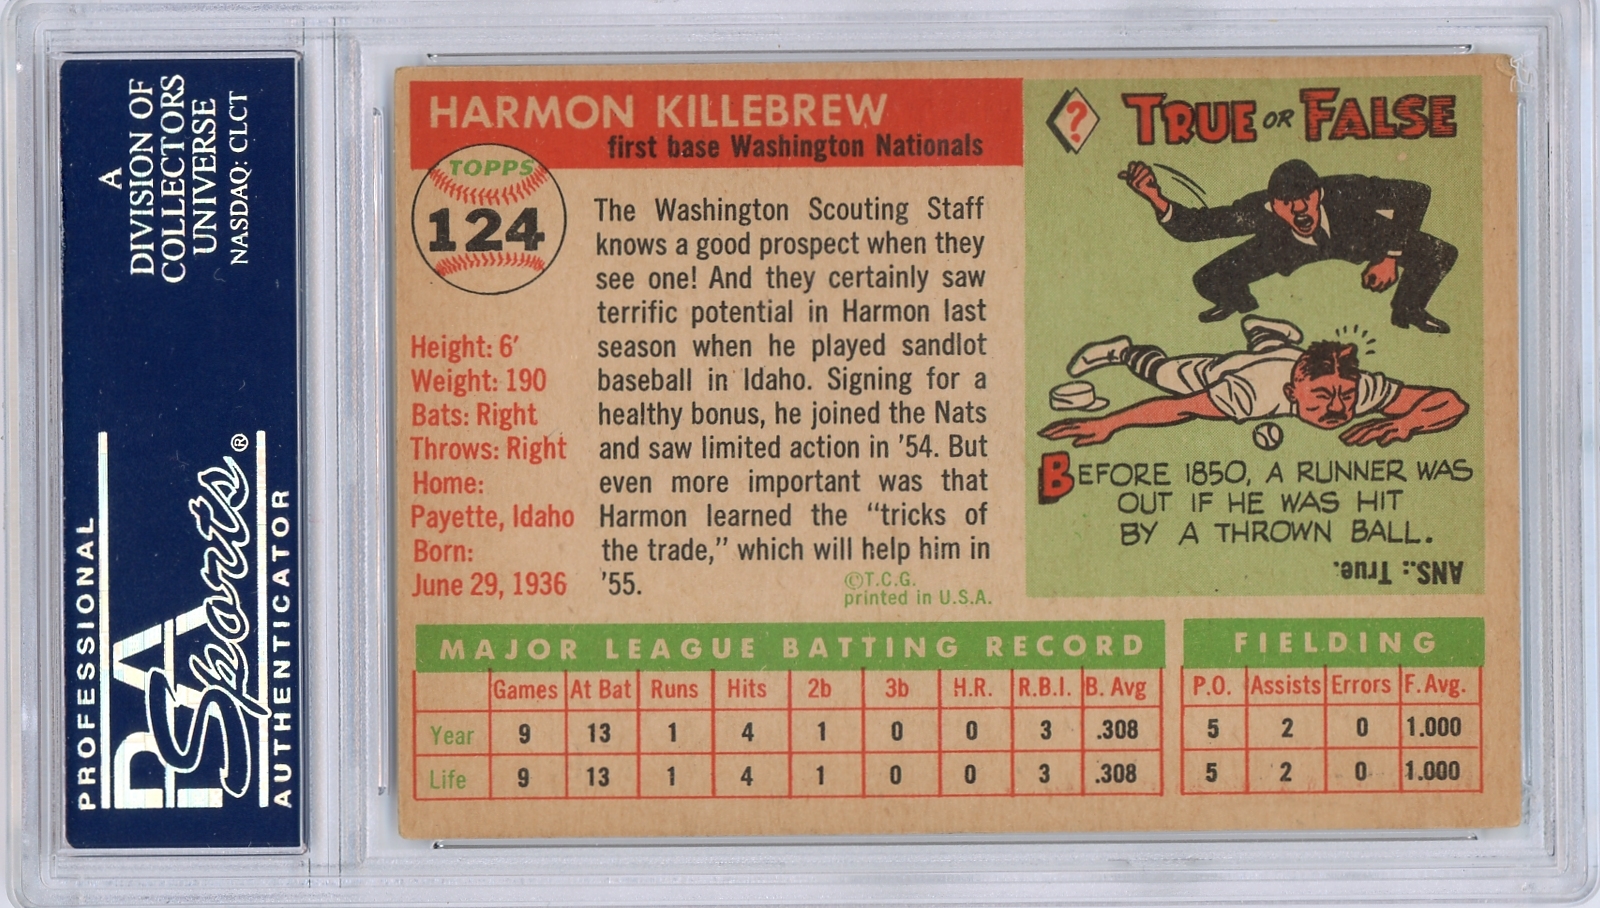 A
DIVISION OF
COLLECTORS
UNIVERSE
NASDAQ: CLCT
PROFESSIONAL
PSA
Sports®
AUTHENTICATOR
HARMON KILLEBREW
first base Washington Nationals
TOPPS
124
Height: 6′
Weight: 190
Bats: Right
Throws: Right
Home:
Payette, Idaho
Born:
June 29, 1936
The Washington Scouting Staff
knows a good prospect when they
see one! And they certainly saw
terrific potential in Harmon last
season when he played sandlot
baseball in Idaho. Signing for a
healthy bonus, he joined the Nats
and saw limited action in ’54. But
even more important was that
Harmon learned the “tricks of
the trade,” which will help him in
’55.
©T.C.G.
printed in U.S.A.
?
TRUE OR FALSE
BEFORE 1850, A RUNNER WAS
OUT IF HE WAS HIT
BY A THROWN BALL.
ANS.: True.
MAJOR LEAGUE BATTING RECORD
Games At Bat Runs Hits 2b 3b H.R. R.B.I. B. Avg
Year 9 13 1 4 1 0 0 3 .308
Life 9 13 1 4 1 0 0 3 .308
FIELDING
P.O. Assists Errors F. Avg.
5 2 0 1.000
5 2 0 1.000